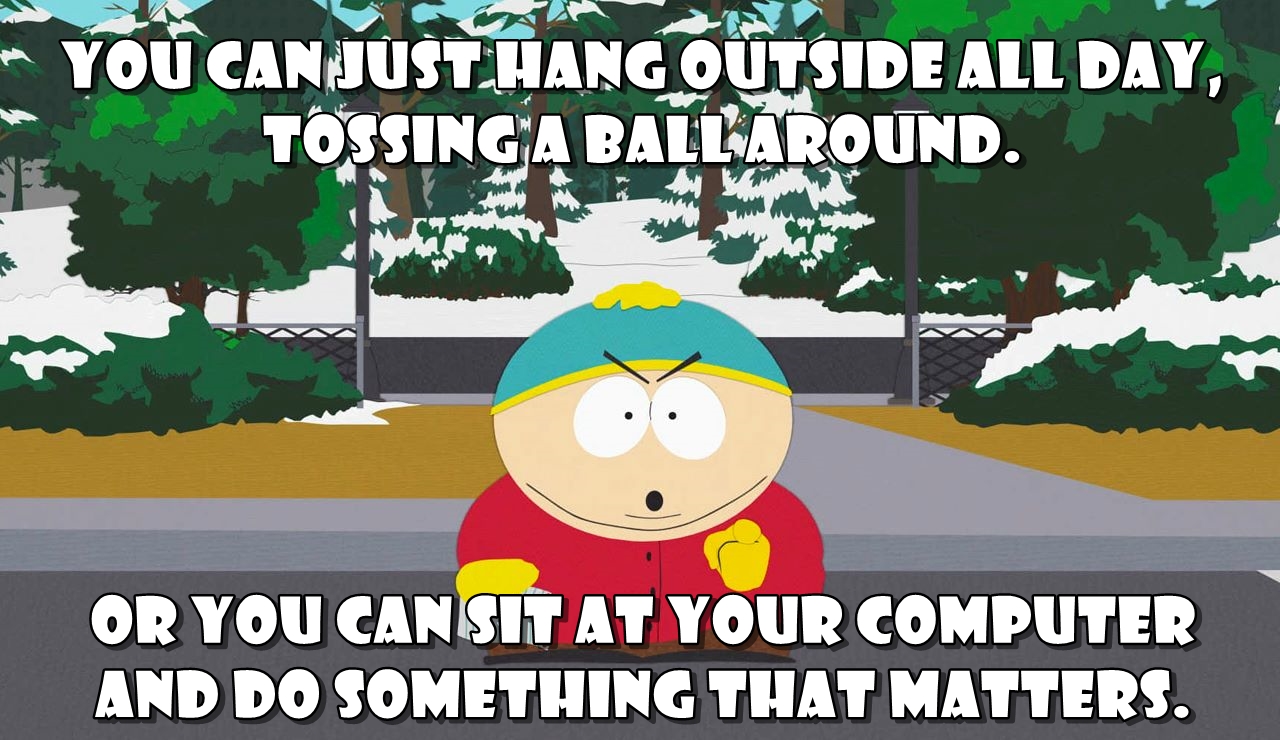 YOU CAN JUST HANG OUTSIDE ALL DAY,
TOSSING A BALL AROUND.
OR YOU CAN SIT AT YOUR COMPUTER
AND DO SOMETHING THAT MATTERS.